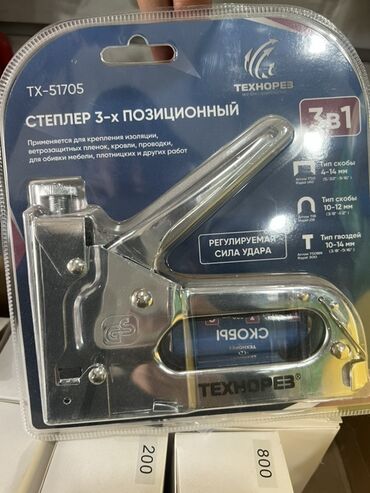 ТЕХНОРЕЗ
TX-51705
СТЕПЛЕР 3-х ПОЗИЦИОННЫЙ
3в1
Применяется для крепления изоляции,
ветрозащитных пленок, кровли, проводки,
для обивки мебели, плотницких и других работ
Тип скобы
4-14 мм
Тип скобы
10-12 мм
Тип гвоздей
10-14 мм
РЕГУЛИРУЕМАЯ
СИЛА УДАРА
GS
СКОБЫ
ТЕХНОРЕЗ
200
800